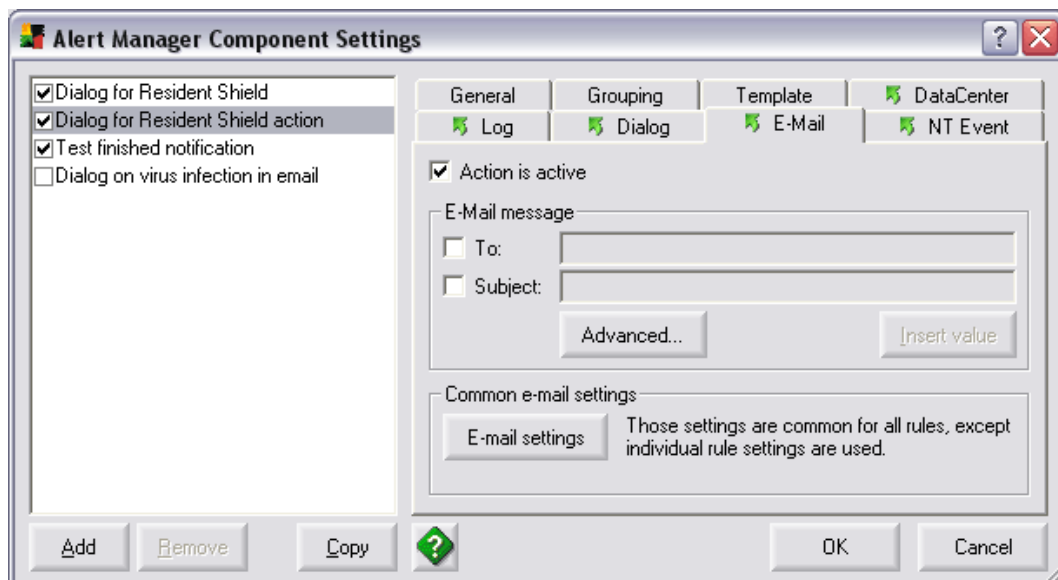 Alert Manager Component Settings
Dialog for Resident Shield
Dialog for Resident Shield action
Test finished notification
Dialog on virus infection in email
General Grouping Template DataCenter
Log Dialog E-Mail NT Event
Action is active
E-Mail message
To:
Subject:
Advanced... Insert value
Common e-mail settings
E-mail settings
Those settings are common for all rules, except
individual rule settings are used.
Add Remove Copy ? OK Cancel